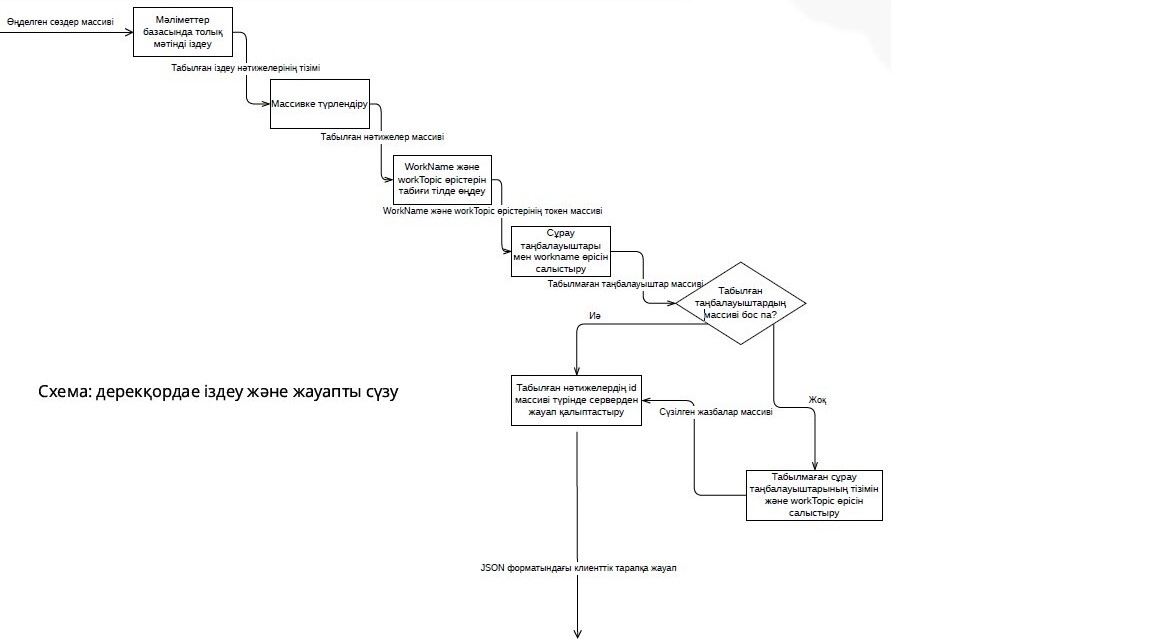 Өңделген сөздер массиві
Мәліметтер
базасында толық
мәтінді іздеу
Табылған іздеу нәтижелерінің тізімі
Массивке түрлендіру
Табылған нәтижелер массиві
WorkName және
workTopic өрістерін
табиғи тілде өңдеу
WorkName және workTopic өрістерінің токен массиві
Сұрау
таңбалауыштары
мен workname өрісін
салыстыру
Табылмаған таңбалауыштар массиві
Табылған
таңбалауыштардың
массиві бос па?
Иә
Схема: дереққордае іздеу және жауапты сүзу
Табылған нәтижелердің id
массиві түрінде серверден
жауап қалыптастыру
Сүзілген жазбалар массиві
Жоқ
Табылмаған сұрау
таңбалауыштарының тізімін
және workTopic өрісін
салыстыру
JSON форматындағы клиенттік тарапқа жауап